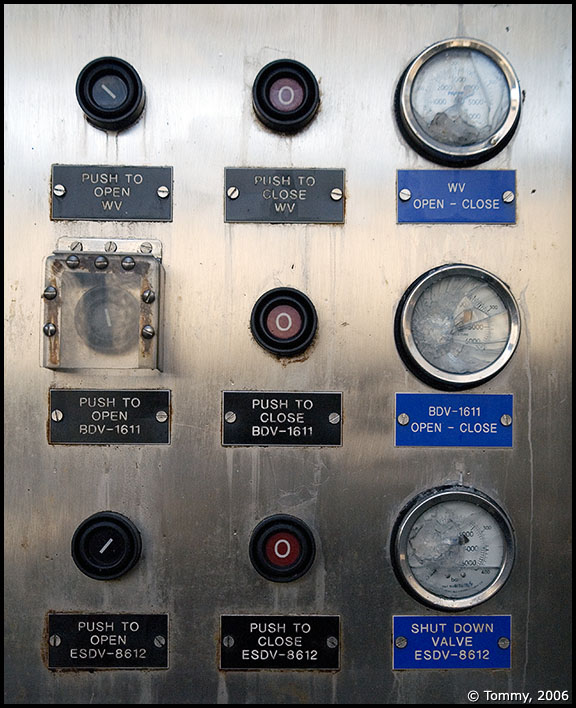 O
PUSH TO
OPEN
WV
PUSH TO
CLOSE
WV
WV
OPEN - CLOSE
O
PUSH TO
OPEN
BDV-1611
PUSH TO
CLOSE
BDV-1611
BDV-1611
OPEN - CLOSE
O
PUSH TO
OPEN
ESDV-8612
PUSH TO
CLOSE
ESDV-8612
SHUT DOWN
VALVE
ESDV-8612
© Tommy, 2006